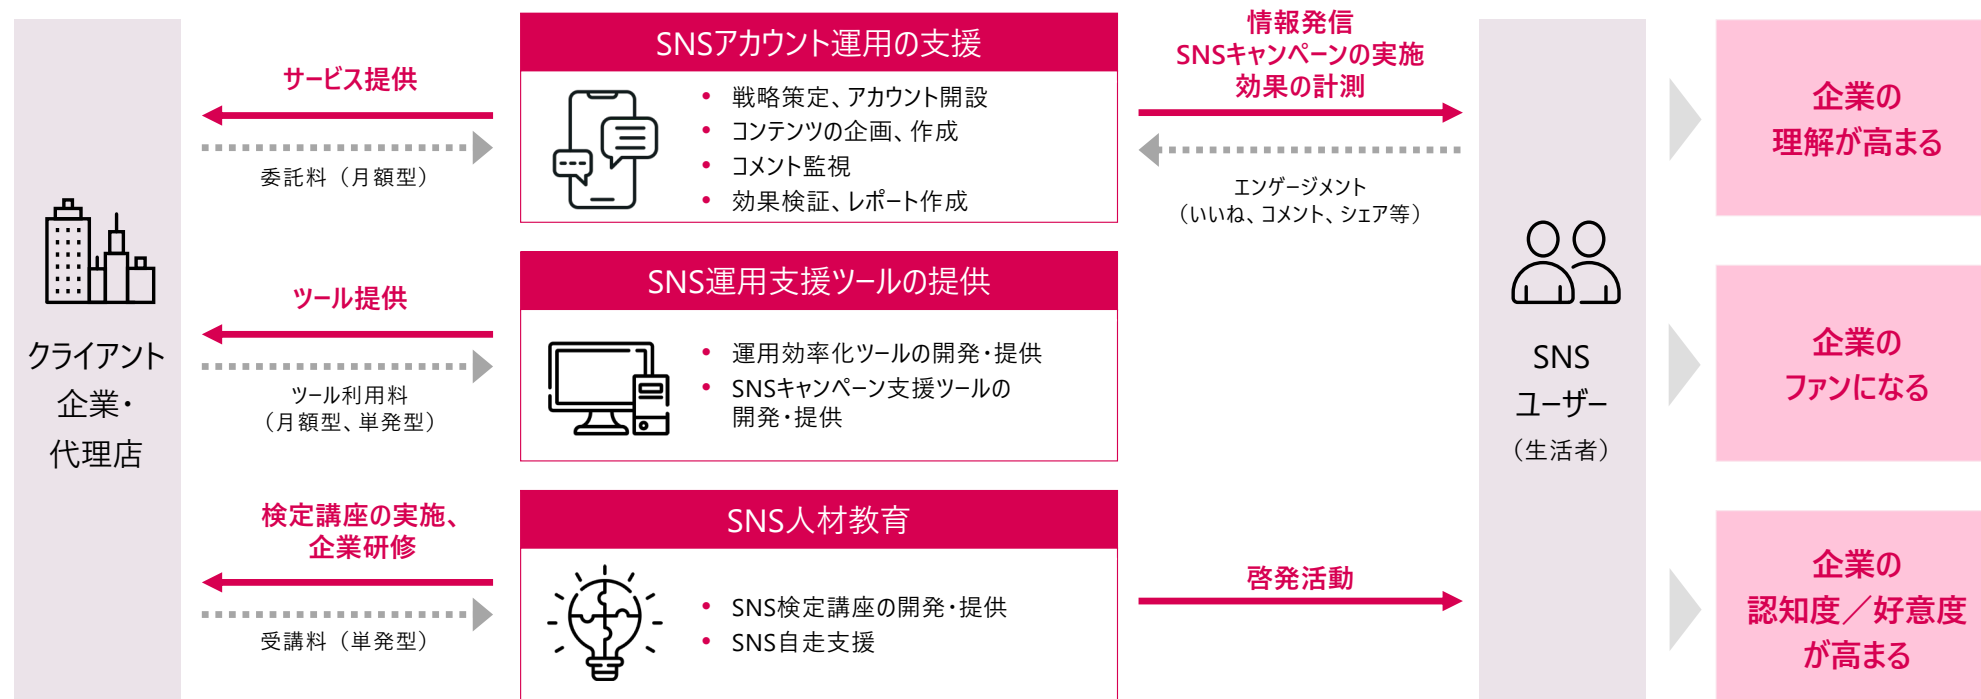 クライアント
企業・
代理店
サービス提供
委託料（月額型）
ツール提供
ツール利用料
（月額型、単発型）
検定講座の実施、
企業研修
受講料（単発型）
SNSアカウント運用の支援
• 戦略策定、アカウント開設
• コンテンツの企画、作成
• コメント監視
• 効果検証、レポート作成
SNS運用支援ツールの提供
• 運用効率化ツールの開発・提供
• SNSキャンペーン支援ツールの
開発・提供
SNS人材教育
• SNS検定講座の開発・提供
• SNS自走支援
情報発信
SNSキャンペーンの実施
効果の計測
エンゲージメント
（いいね、コメント、シェア等）
啓発活動
SNS
ユーザー
（生活者）
企業の
理解が高まる
企業の
ファンになる
企業の
認知度／好意度
が高まる